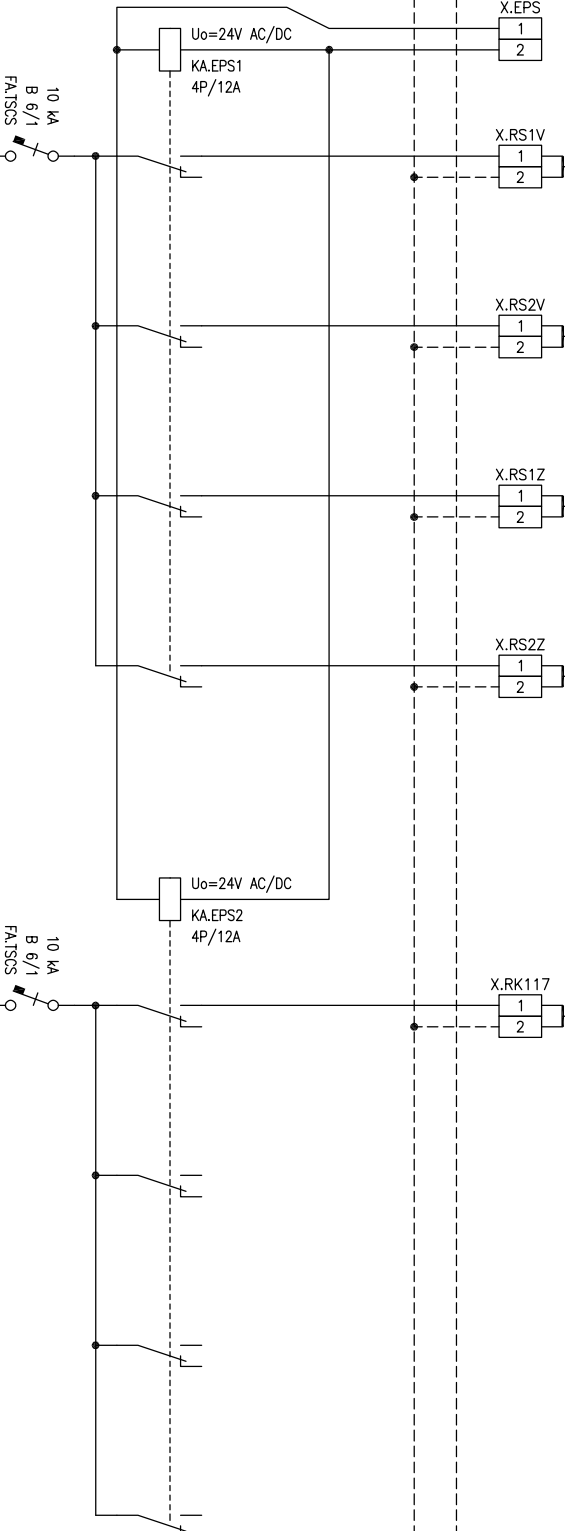 X.EPS
1
2
Uo=24V AC/DC
KA.EPS1
4P/12A
10 kA
B 6/1
FA.TSCS
X.RS1V
1
2
X.RS2V
1
2
X.RS1Z
1
2
X.RS2Z
1
2
Uo=24V AC/DC
KA.EPS2
4P/12A
10 kA
B 6/1
FA.TSCS
X.RK117
1
2